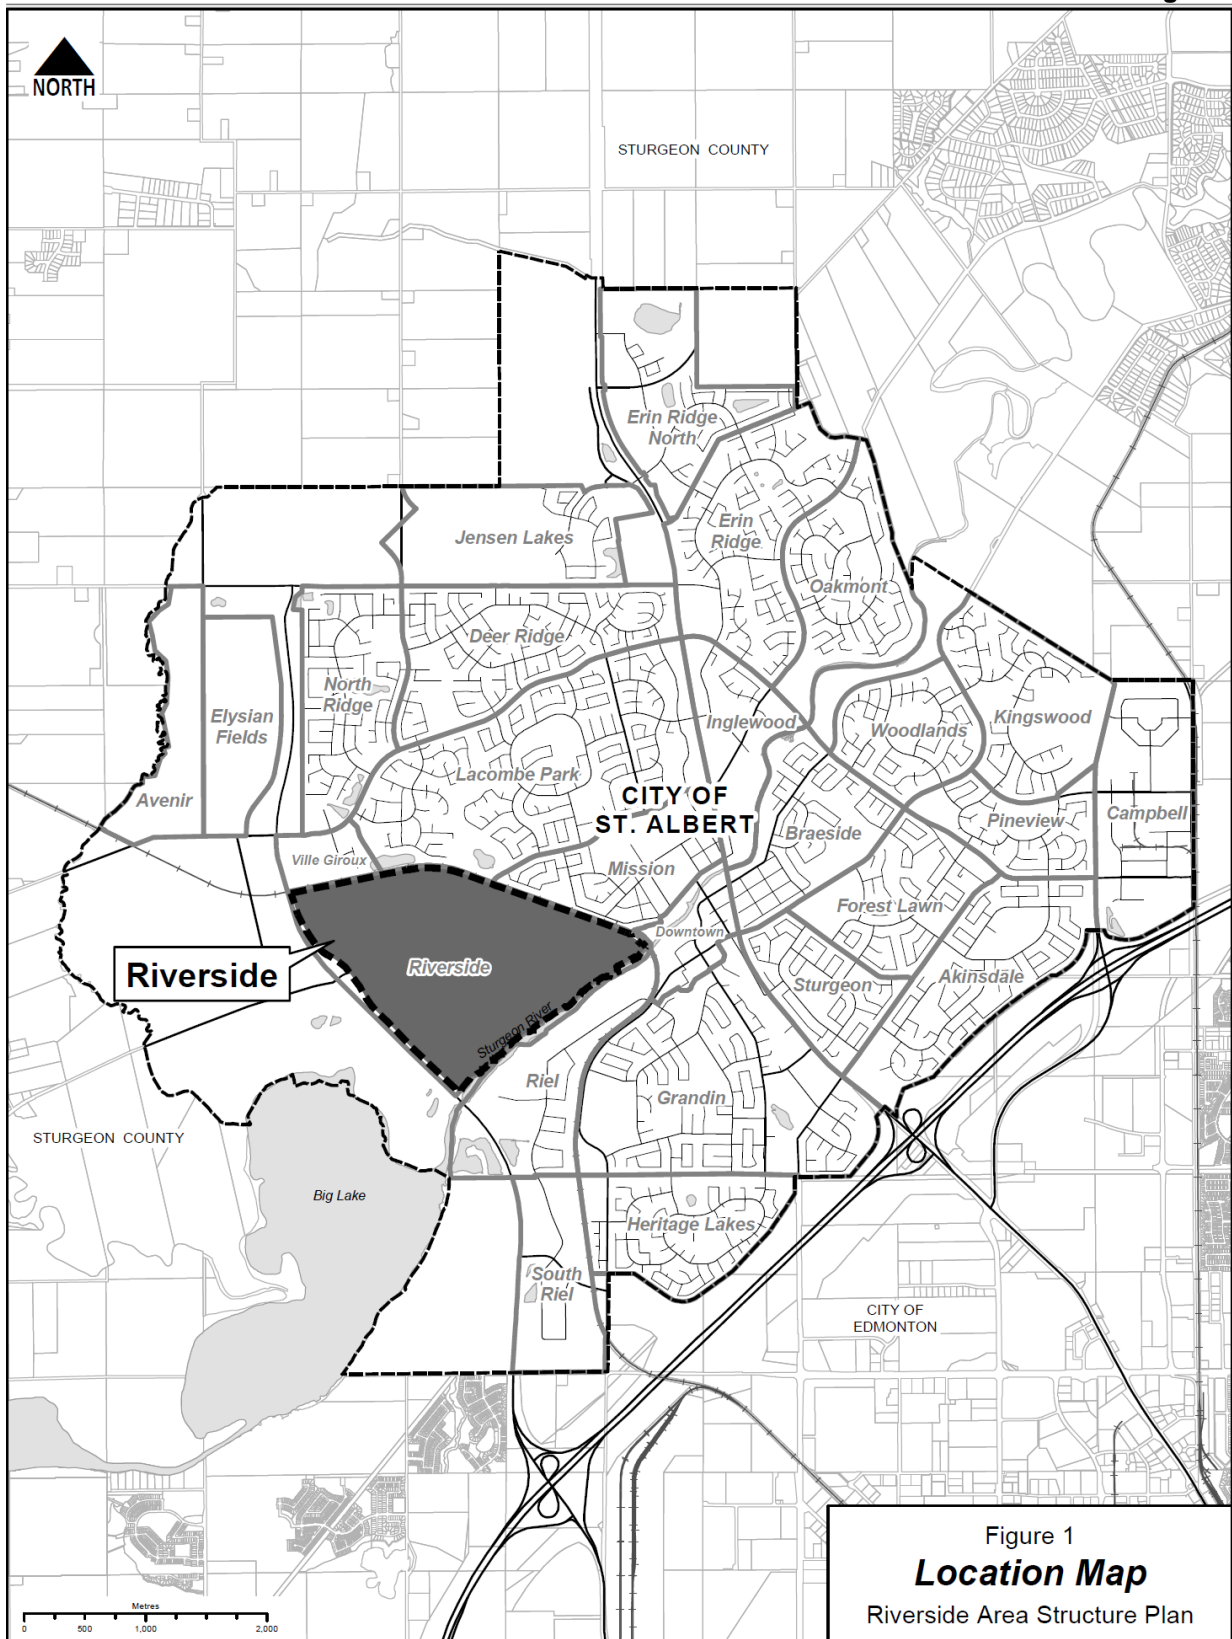 NORTH
STURGEON COUNTY
Erin Ridge
North
Jensen Lakes
Erin
Ridge
Oakmont
Deer Ridge
North
Ridge
Elysian
Fields
Inglewood
Woodlands
Kingswood
Lacombe Park
Avenir
CITY OF
ST. ALBERT
Braeside
Pineview
Campbell
Ville Giroux
Mission
Forest Lawn
Downtown
Riverside
Riverside
Sturgeon
Akinsdale
Sturgeon River
Riel
Grandin
STURGEON COUNTY
Big Lake
Heritage Lakes
South
Riel
CITY OF
EDMONTON
Figure 1
Location Map
Riverside Area Structure Plan
Metres
0 500 1,000 2,000